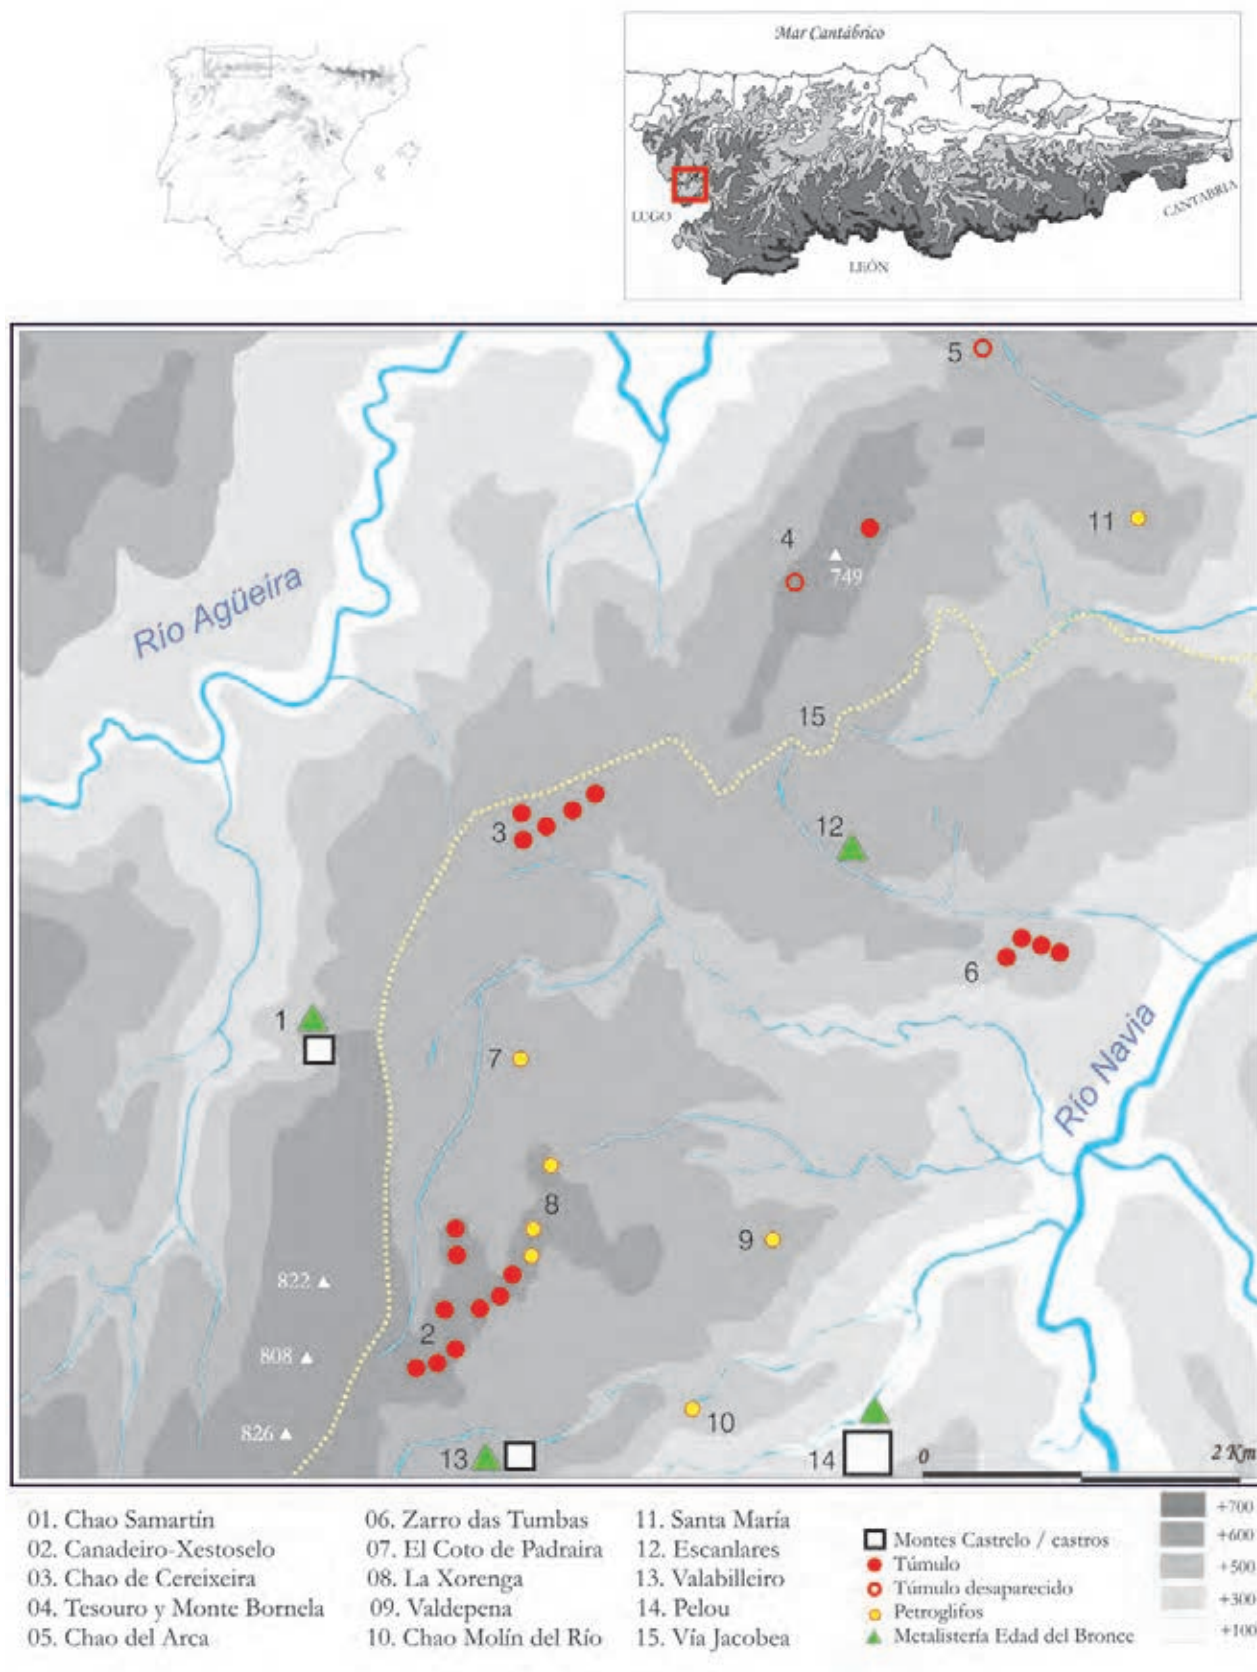 Mar Cantábrico
LUGO
CANTABRIA
LEÓN
5
11
4
749
Río Agüeira
15
3
12
6
1
Río Navia
7
8
9
822
2
808
10
826
13
14
0
2 Km
01. Chao Samartín
02. Canadeiro-Xestoselo
03. Chao de Cereixeira
04. Tesouro y Monte Bornela
05. Chao del Arca
06. Zarro das Tumbas
07. El Coto de Padraira
08. La Xorenga
09. Valdepena
10. Chao Molín del Río
11. Santa María
12. Escanlares
13. Valabilleiro
14. Pelou
15. Vía Jacobea
Montes Castrelo / castros
Túmulo
Túmulo desaparecido
Petroglifos
Metalistería Edad del Bronce
+700
+600
+500
+300
+100